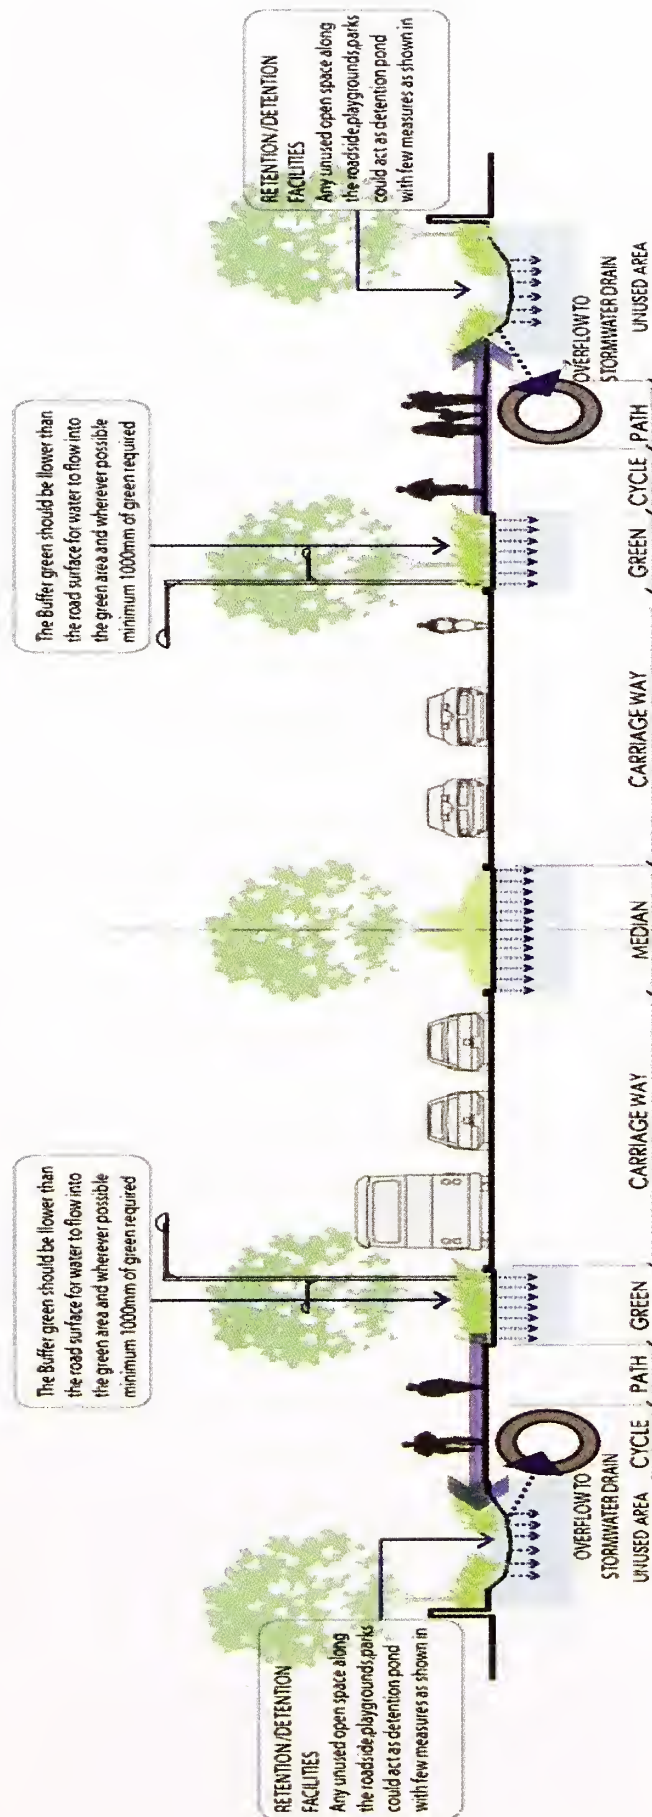 RETENTION/DETENTION
FACILITIES
Any unused open space along
the roadside,playgrounds,parks
could act as detention pond
with few measures as shown in
The Buffer green should be llower than
the road surface for water to flow into
the green area and wherever possible
minimum 1000mm of green required
The Buffer green should be llower than
the road surface for water to flow into
the green area and wherever possible
minimum 1000mm of green required
RETENTION/DETENTION
FACILITIES
Any unused open space along
the roadside,playgrounds,parks
could act as detention pond
with few measures as shown in
OVERFLOW TO
STORMWATER DRAIN
OVERFLOW TO
STORMWATER DRAIN
UNUSED AREA CYCLE PATH GREEN CARRIAGE WAY MEDIAN CARRIAGE WAY GREEN CYCLE PATH UNUSED AREA